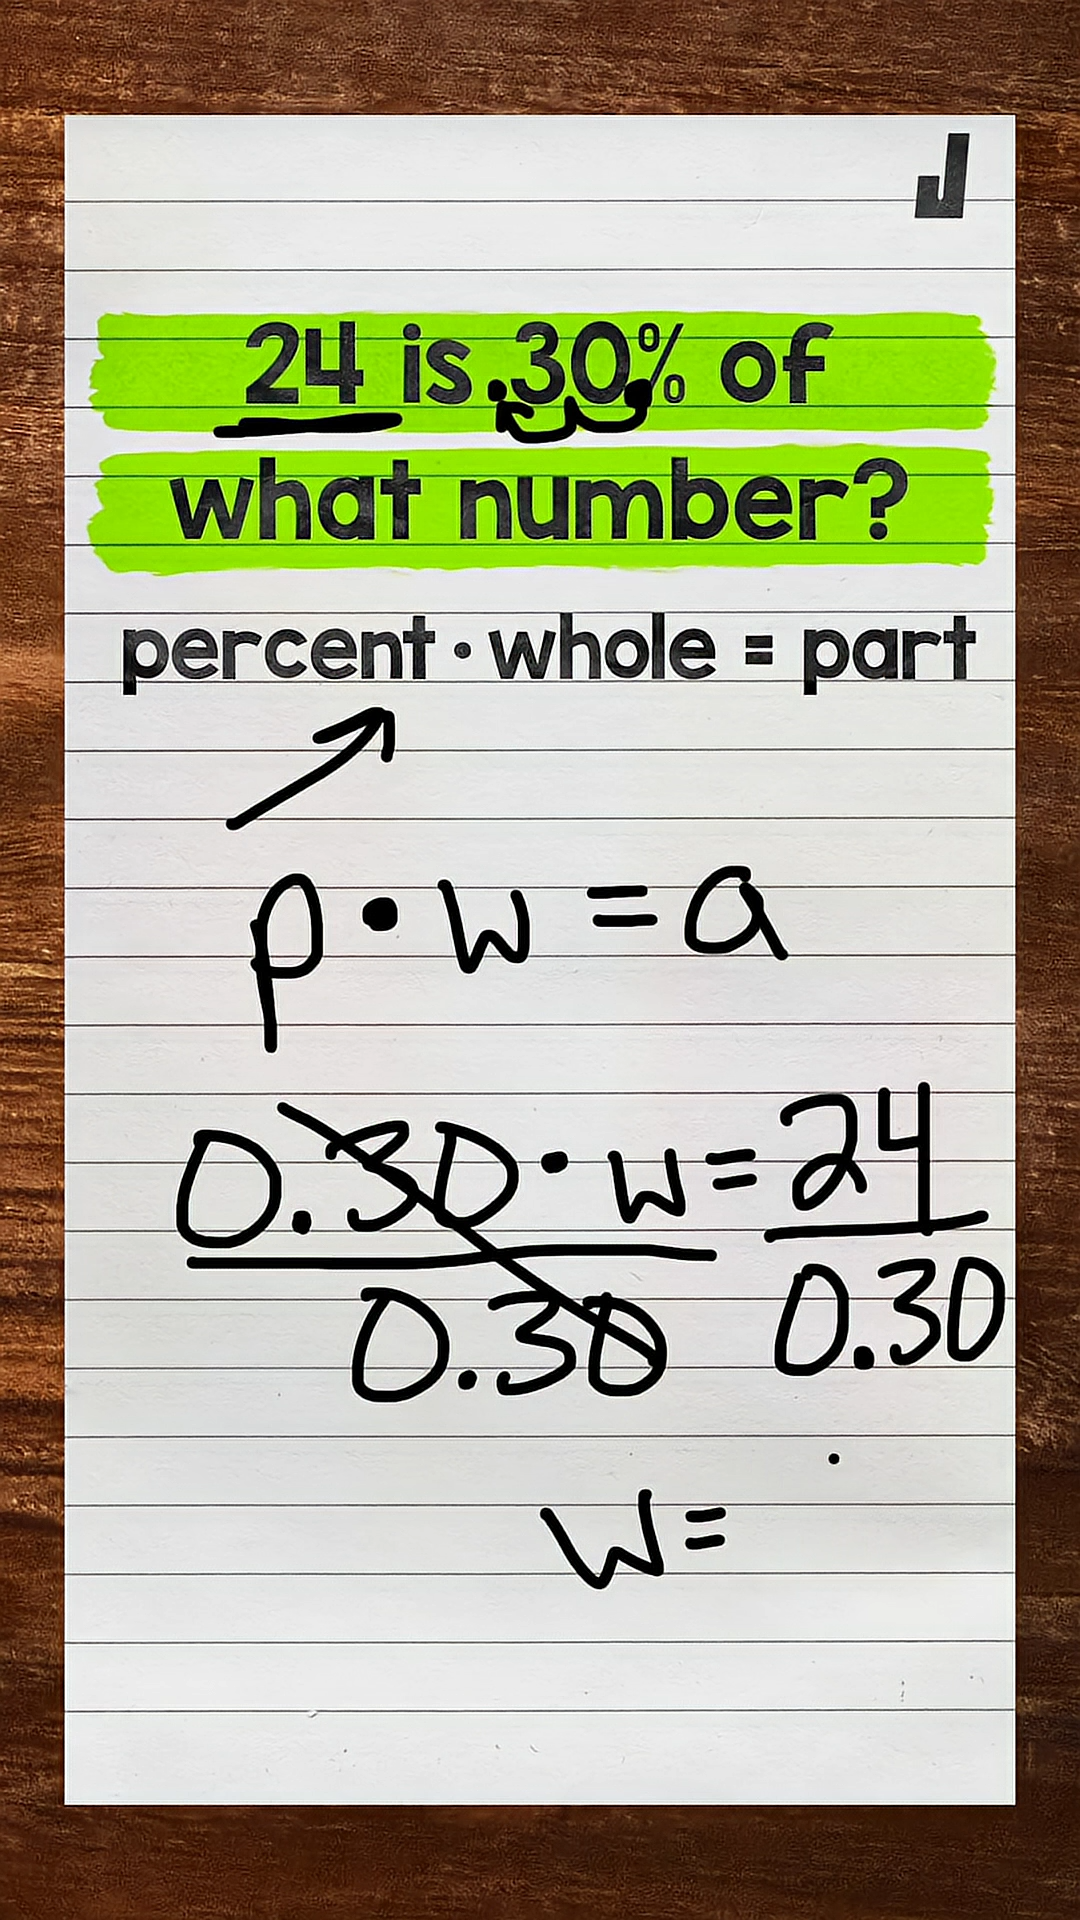 J
24 is .30% of
what number?
percent · whole = part
p · w = a
0.30 · w = 24
0.30 0.30
w =